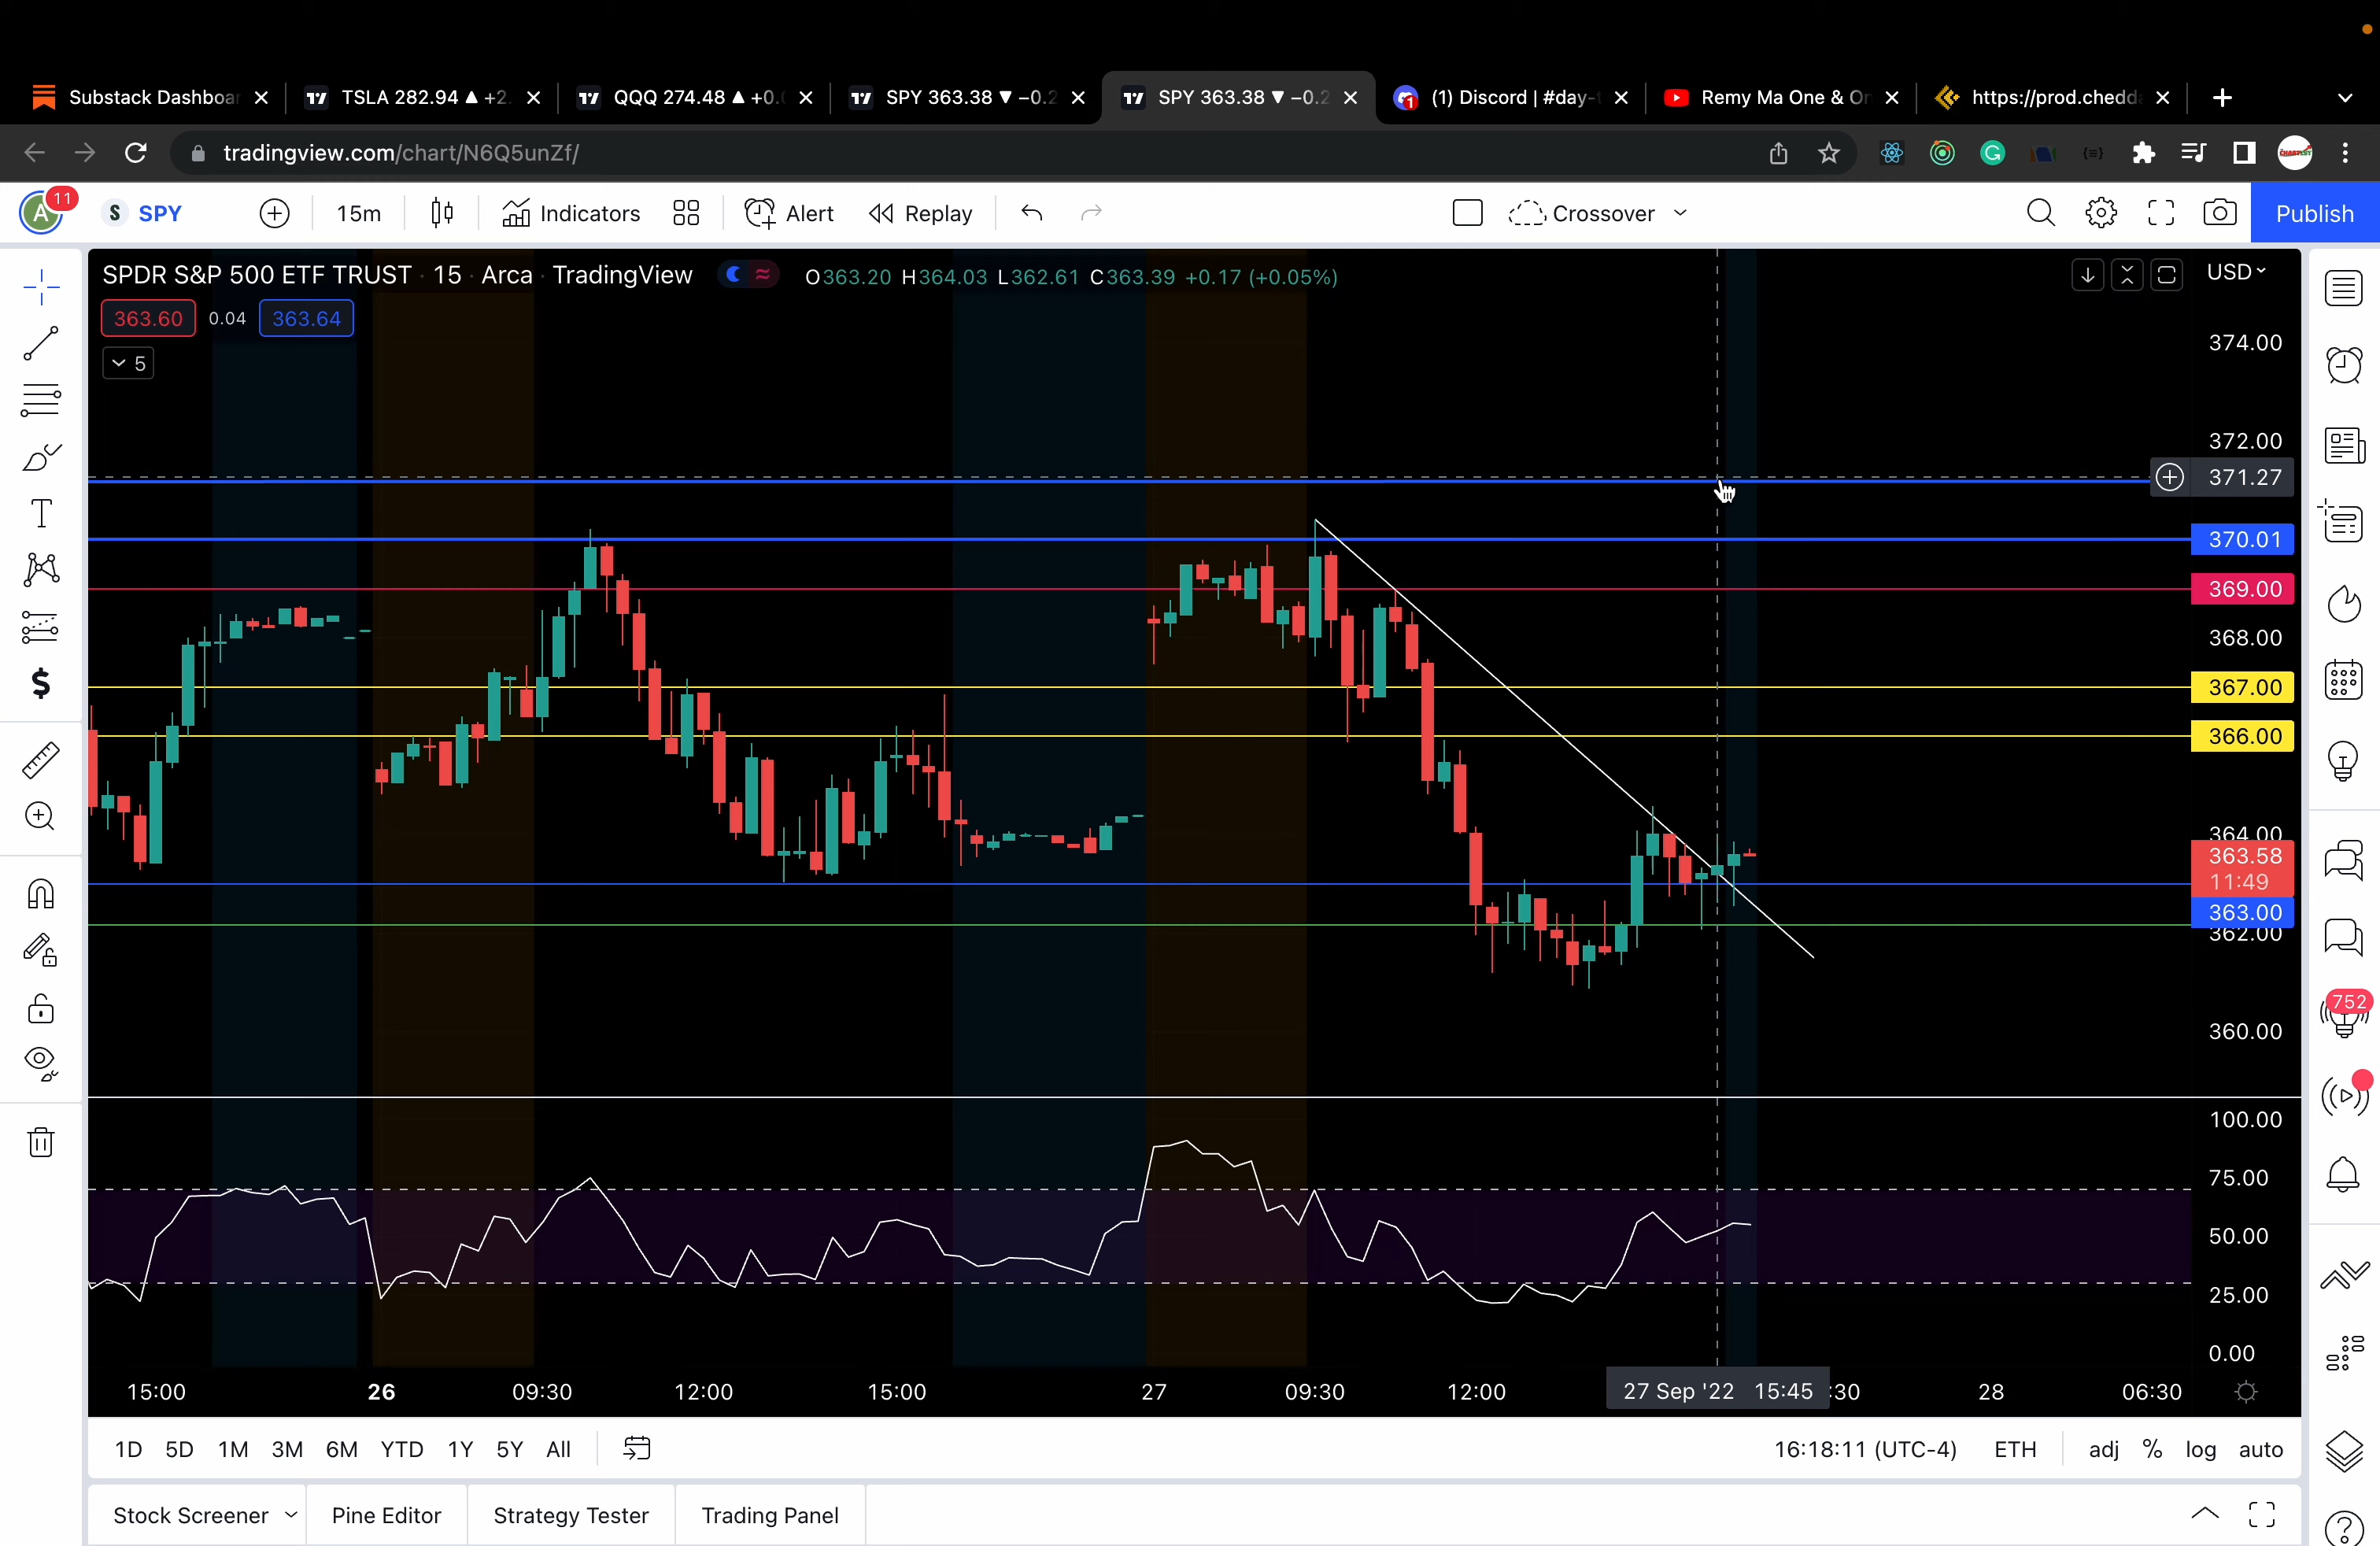 Substack Dashboar
TSLA 282.94 ▲ +2.
QQQ 274.48 ▲ +0.
SPY 363.38 ▼ −0.2
SPY 363.38 ▼ −0.2
(1) Discord | #day-
Remy Ma One & On
https://prod.chedda
tradingview.com/chart/N6Q5unZf/
A 11
S SPY
15m
Indicators
Alert
Replay
Crossover
Publish
SPDR S&P 500 ETF TRUST · 15 · Arca · TradingView
O363.20 H364.03 L362.61 C363.39 +0.17 (+0.05%)
USD
363.60 0.04 363.64
5
374.00
372.00
371.27
370.01
369.00
368.00
367.00
366.00
364.00
363.58
11:49
363.00
362.00
360.00
752
100.00
75.00
50.00
25.00
0.00
15:00 26 09:30 12:00 15:00 27 09:30 12:00 27 Sep '22 15:45 :30 28 06:30
1D 5D 1M 3M 6M YTD 1Y 5Y All
16:18:11 (UTC-4) ETH adj % log auto
Stock Screener Pine Editor Strategy Tester Trading Panel